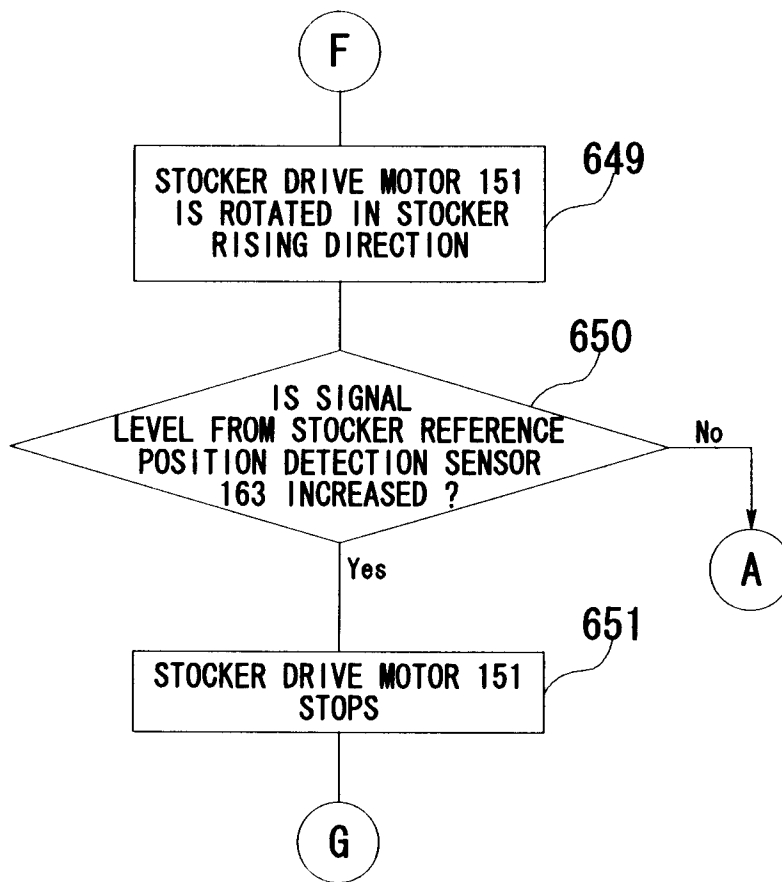 F
649
STOCKER DRIVE MOTOR 151
IS ROTATED IN STOCKER
RISING DIRECTION
650
IS SIGNAL
LEVEL FROM STOCKER REFERENCE
POSITION DETECTION SENSOR
163 INCREASED ?
No
A
Yes
651
STOCKER DRIVE MOTOR 151
STOPS
G